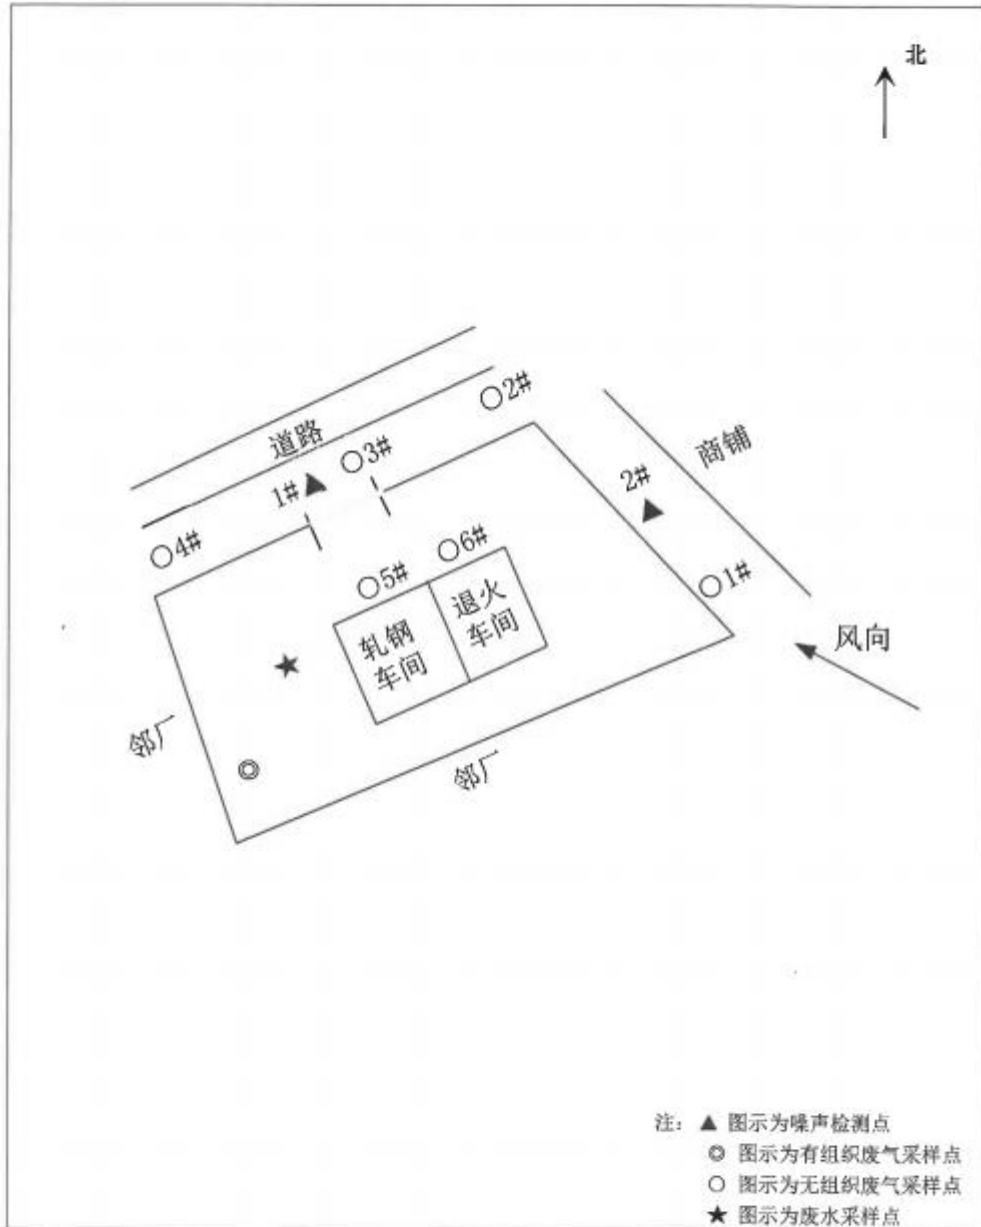 北
○2#
道路
○3#
商铺
1#▲
2#
▲
○4#
○6#
○5#
○1#
退火
车间
轧钢
车间
风向
★
邻厂
◎
邻厂
注：▲ 图示为噪声检测点
◎ 图示为有组织废气采样点
○ 图示为无组织废气采样点
★ 图示为废水采样点